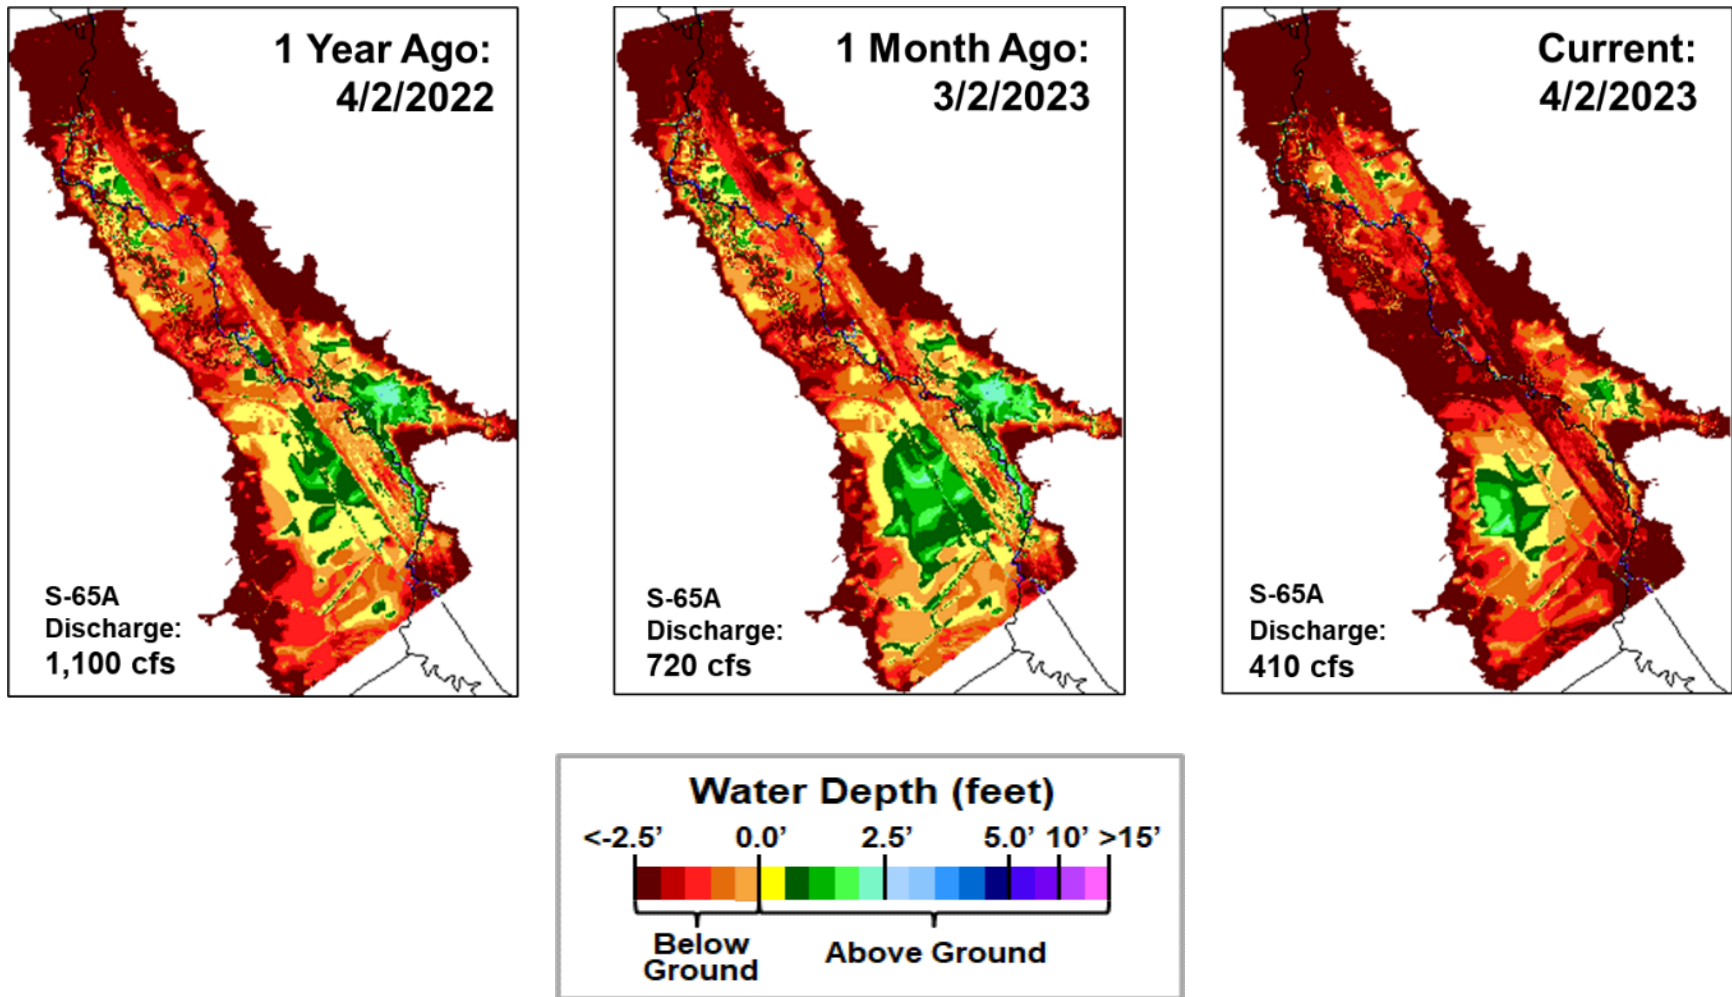 1 Year Ago:
4/2/2022
S-65A
Discharge:
1,100 cfs
1 Month Ago:
3/2/2023
S-65A
Discharge:
720 cfs
Current:
4/2/2023
S-65A
Discharge:
410 cfs
Water Depth (feet)
<-2.5’ 0.0’ 2.5’ 5.0’ 10’ >15’
Below
Ground
Above Ground